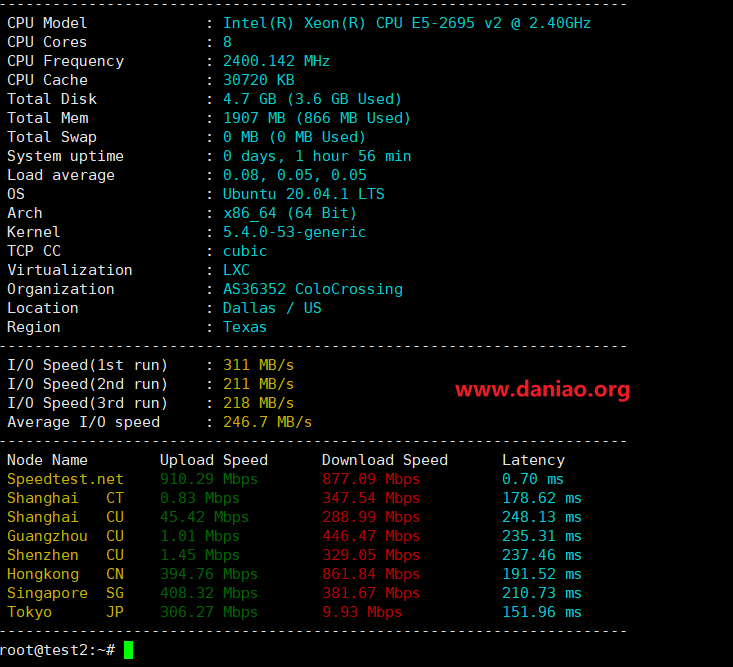 ----------------------------------------------------------------------
CPU Model : Intel(R) Xeon(R) CPU E5-2695 v2 @ 2.40GHz
CPU Cores : 8
CPU Frequency : 2400.142 MHz
CPU Cache : 30720 KB
Total Disk : 4.7 GB (3.6 GB Used)
Total Mem : 1907 MB (866 MB Used)
Total Swap : 0 MB (0 MB Used)
System uptime : 0 days, 1 hour 56 min
Load average : 0.08, 0.05, 0.05
OS : Ubuntu 20.04.1 LTS
Arch : x86_64 (64 Bit)
Kernel : 5.4.0-53-generic
TCP CC : cubic
Virtualization : LXC
Organization : AS36352 ColoCrossing
Location : Dallas / US
Region : Texas
----------------------------------------------------------------------
I/O Speed(1st run) : 311 MB/s
I/O Speed(2nd run) : 211 MB/s
www.daniao.org
I/O Speed(3rd run) : 218 MB/s
Average I/O speed : 246.7 MB/s
----------------------------------------------------------------------
Node Name Upload Speed Download Speed Latency
Speedtest.net 910.29 Mbps 877.09 Mbps 0.70 ms
Shanghai CT 0.83 Mbps 347.54 Mbps 178.62 ms
Shanghai CU 45.42 Mbps 288.99 Mbps 248.13 ms
Guangzhou CU 1.01 Mbps 446.47 Mbps 235.31 ms
Shenzhen CU 1.45 Mbps 329.05 Mbps 237.46 ms
Hongkong CN 394.76 Mbps 861.84 Mbps 191.52 ms
Singapore SG 408.32 Mbps 381.67 Mbps 210.73 ms
Tokyo JP 306.27 Mbps 9.93 Mbps 151.96 ms
----------------------------------------------------------------------
root@test2:~#